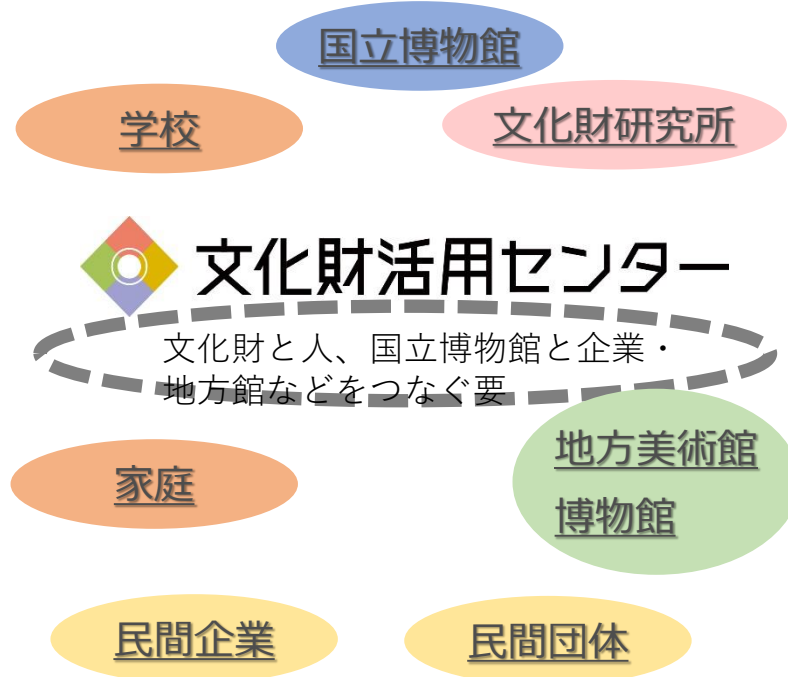 国立博物館
学校
文化財研究所
文化財活用センター
文化財と人、国立博物館と企業・
地方館などをつなぐ要
地方美術館
博物館
家庭
民間企業
民間団体